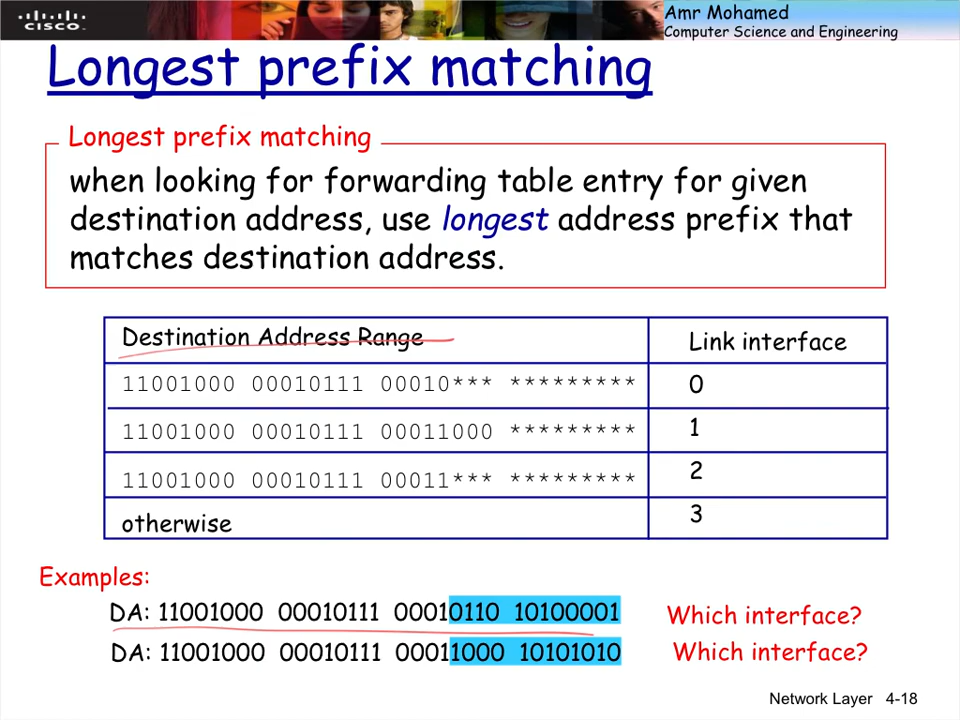 CISCO
Amr Mohamed
Computer Science and Engineering
Longest prefix matching
Longest prefix matching
when looking for forwarding table entry for given
destination address, use longest address prefix that
matches destination address.
Destination Address Range Link interface
11001000 00010111 00010*** ********* 0
11001000 00010111 00011000 ********* 1
11001000 00010111 00011*** ********* 2
otherwise 3
Examples:
DA: 11001000 00010111 00010110 10100001 Which interface?
DA: 11001000 00010111 00011000 10101010 Which interface?
Network Layer 4-18